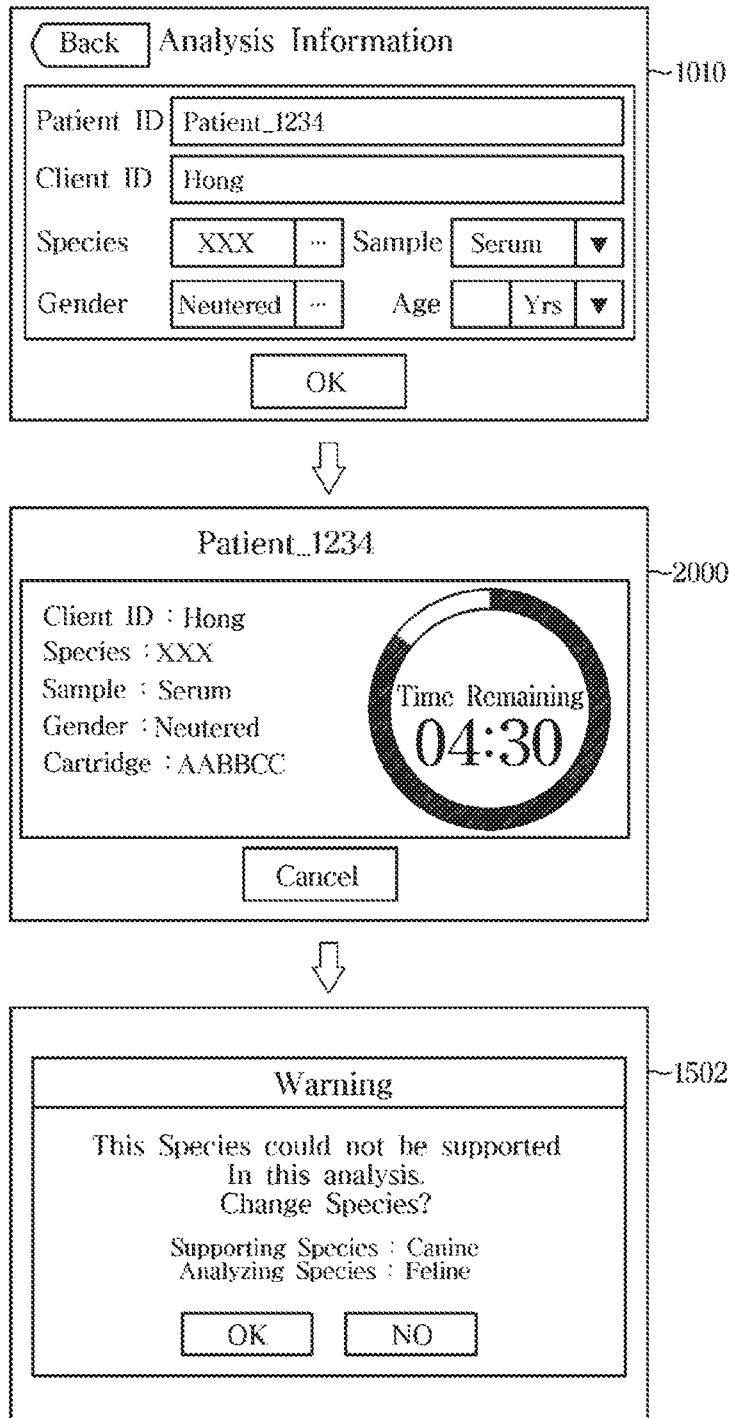 Back Analysis Information
1010
Patient ID Patient_1234
Client ID Hong
Species XXX ... Sample Serum ▼
Gender Neutered ... Age Yrs ▼
OK
Patient_1234
2000
Client ID : Hong
Species : XXX
Sample : Serum
Gender : Neutered
Cartridge : AABBCC
Time Remaining
04:30
Cancel
1502
Warning
This Species could not be supported
In this analysis.
Change Species?
Supporting Species : Canine
Analyzing Species : Feline
OK NO